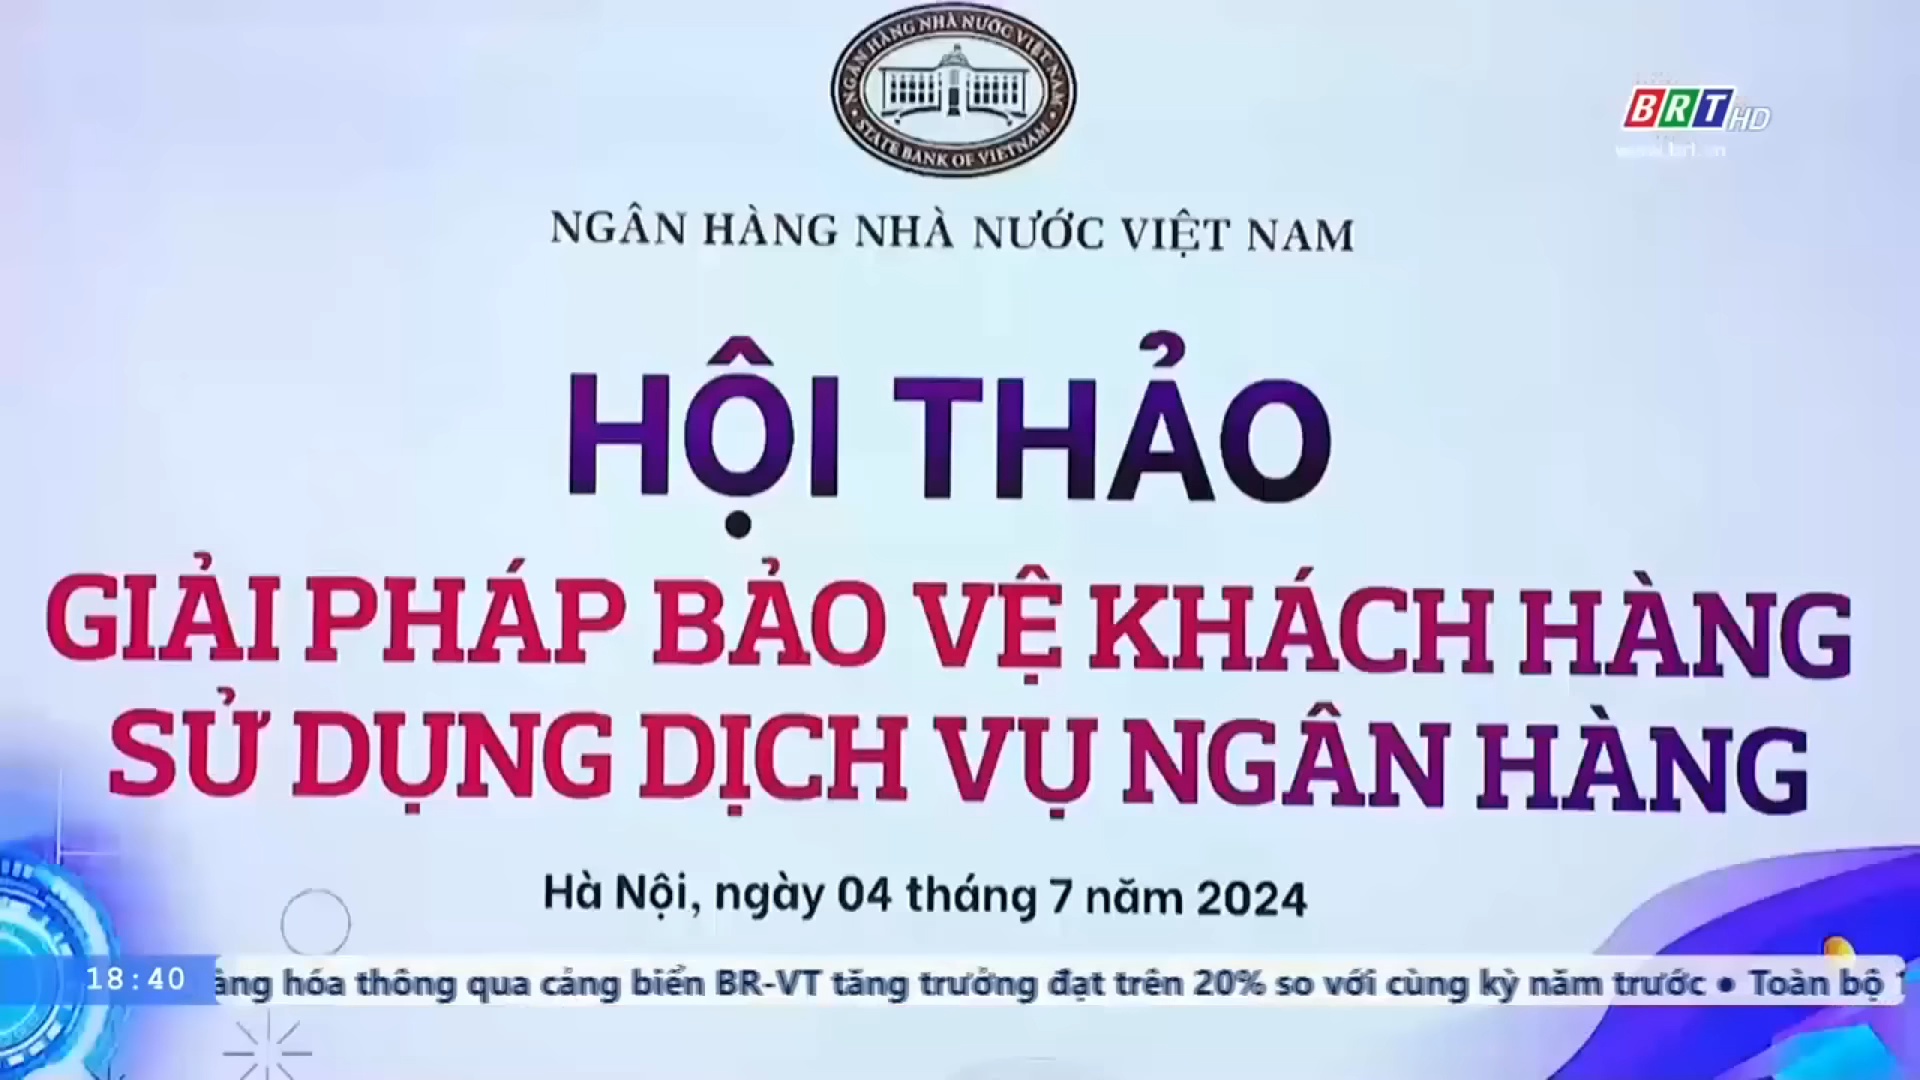 NGÂN HÀNG NHÀ NƯỚC VIỆT NAM
STATE BANK OF VIETNAM
BRT HD
www.brt.vn
NGÂN HÀNG NHÀ NƯỚC VIỆT NAM
HỘI THẢO
GIẢI PHÁP BẢO VỆ KHÁCH HÀNG
SỬ DỤNG DỊCH VỤ NGÂN HÀNG
Hà Nội, ngày 04 tháng 7 năm 2024
18:40
hóa thông qua cảng biển BR-VT tăng trưởng đạt trên 20% so với cùng kỳ năm trước • Toàn bộ